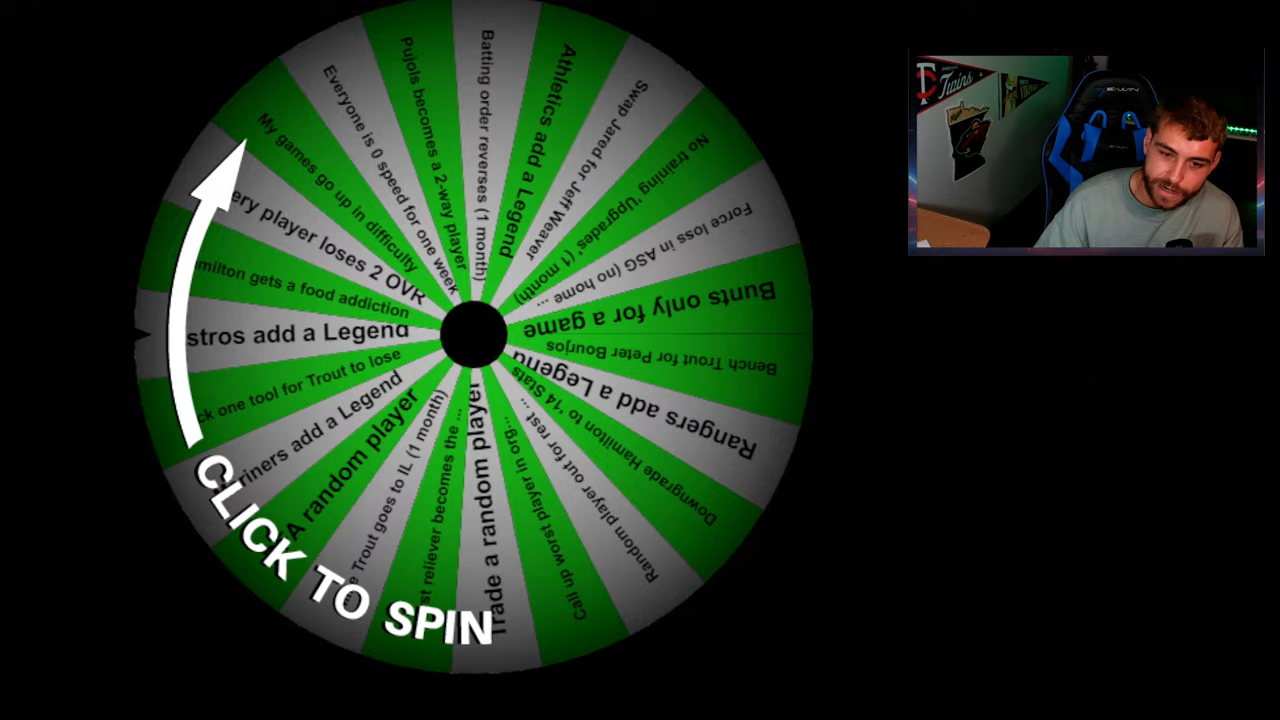 Batting order reverses (1 month)
Athletics add a Legend
Swap Jared for Jeff Weaver
No training 'Upgrades' (1 month)
Force loss in ASG (no home ...
Bunts only for a game
Bench Trout for Peter Bourjos
Rangers add a Legend
Downgrade Hamilton to '14 Stats
Random player out for rest ...
Call up worst player in org...
Trade a random player
st reliever becomes the ...
Trout goes to IL (1 month)
A random player
riners add a Legend
ck one tool for Trout to lose
stros add a Legend
milton gets a food addiction
ery player loses 2 OVR
My games go up in difficulty
Everyone is 0 speed for one week
Pujols becomes a 2-way player
CLICK TO SPIN
Twins
E-WIN